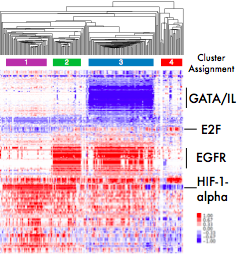 1 2 3 4
Cluster
Assignment
GATA/IL
E2F
EGFR
HIF-1-
alpha